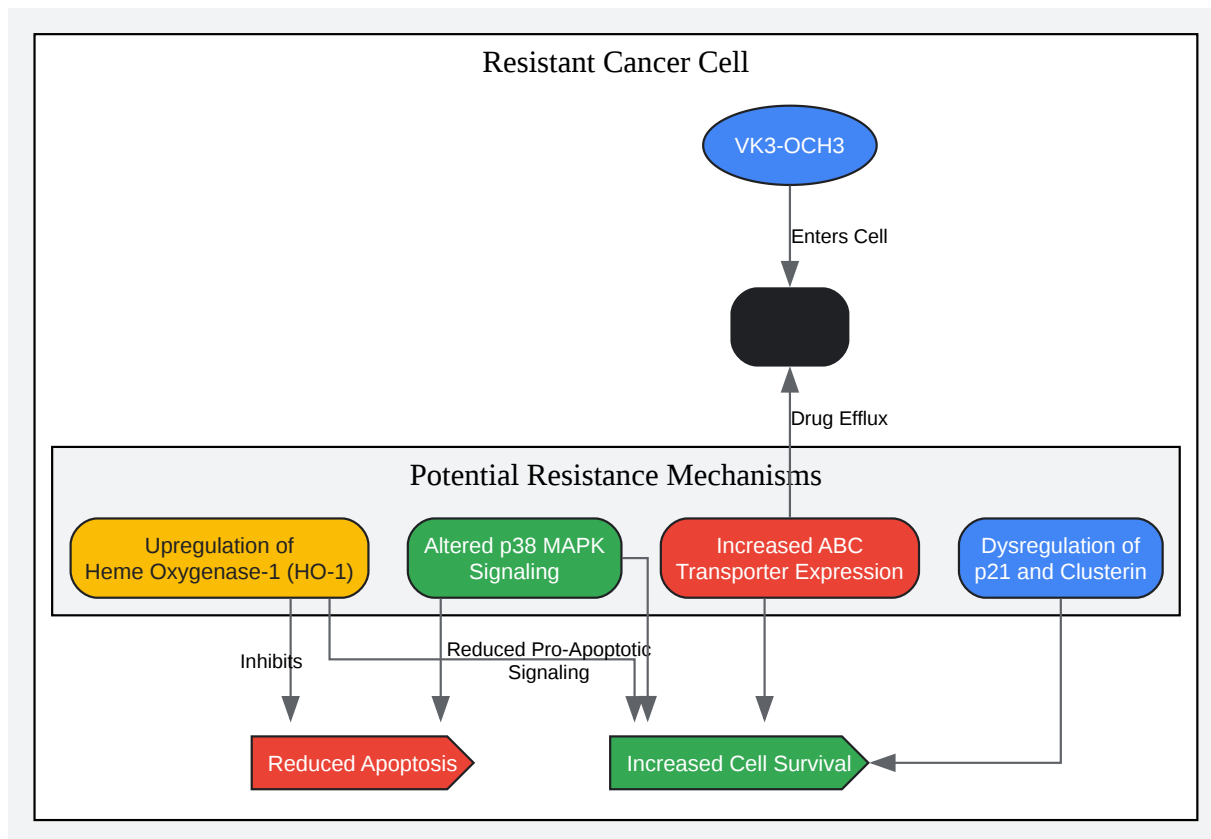 Resistant Cancer Cell
VK3-OCH3
Enters Cell
Drug Efflux
Potential Resistance Mechanisms
Upregulation of
Heme Oxygenase-1 (HO-1)
Altered p38 MAPK
Signaling
Increased ABC
Transporter Expression
Dysregulation of
p21 and Clusterin
Inhibits
Reduced Pro-Apoptotic
Signaling
Reduced Apoptosis
Increased Cell Survival